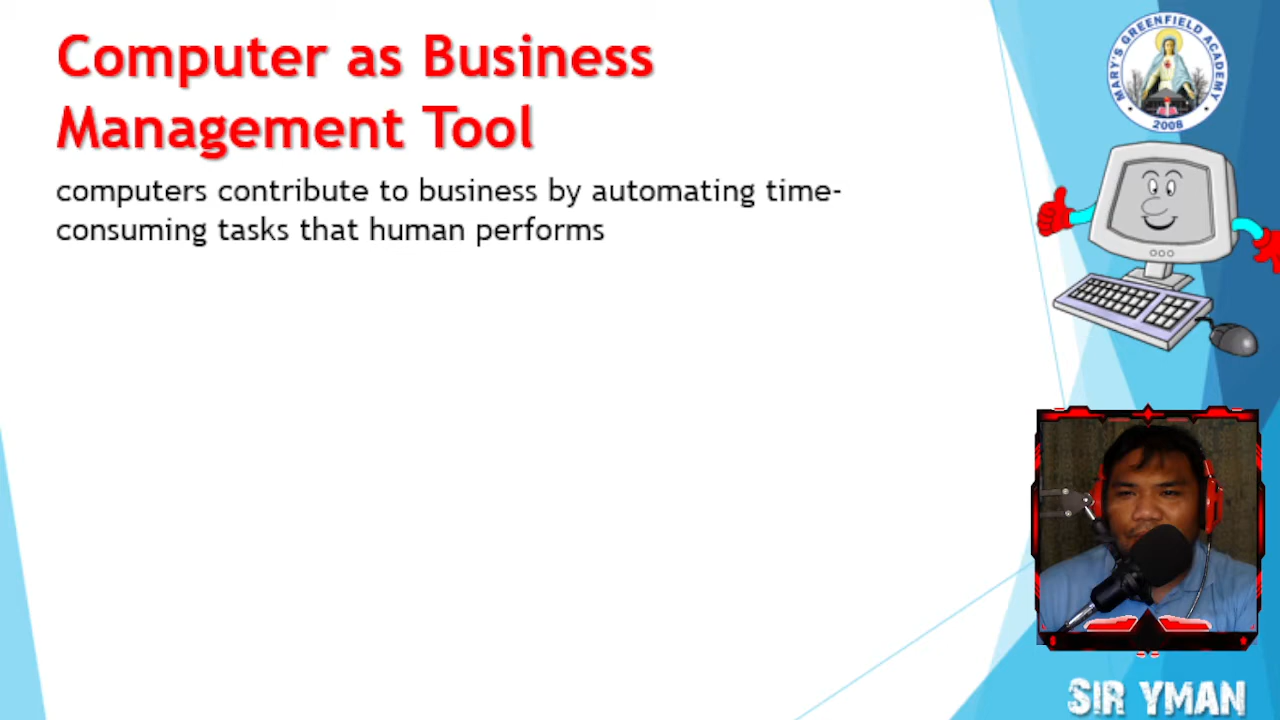 Computer as Business
Management Tool
computers contribute to business by automating time-
consuming tasks that human performs
MARY'S GREENFIELD ACADEMY
2008
SIR YMAN